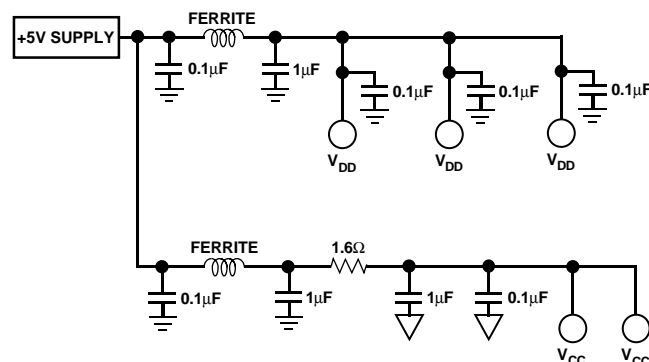 FERRITE
+5V SUPPLY
0.1µF
1µF
0.1µF
0.1µF
0.1µF
VDD
VDD
VDD
FERRITE
1.6Ω
0.1µF
1µF
1µF
0.1µF
VCC
VCC